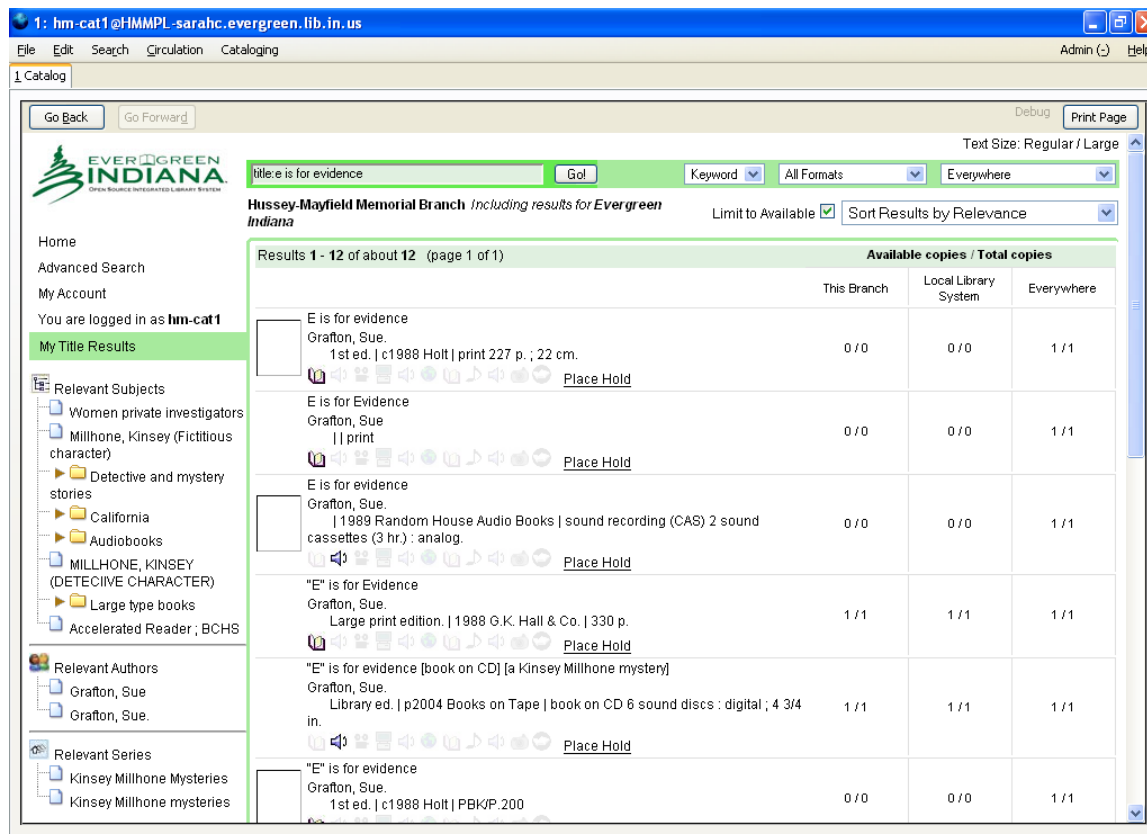 1: hm-cat1@HMMPL-sarahc.evergreen.lib.in.us
File Edit Search Circulation Cataloging Admin (-) Help
1 Catalog
Go Back Go Forward Debug Print Page
Text Size: Regular / Large
EVERGREEN
INDIANA
OPEN SOURCE INTEGRATED LIBRARY SYSTEM
title:e is for evidence Go! Keyword All Formats Everywhere
Hussey-Mayfield Memorial Branch Including results for Evergreen
Indiana
Limit to Available Sort Results by Relevance
Home
Advanced Search
My Account
You are logged in as hm-cat1
My Title Results
Relevant Subjects
Women private investigators
Millhone, Kinsey (Fictitious
character)
Detective and mystery
stories
California
Audiobooks
MILLHONE, KINSEY
(DETECIIVE CHARACTER)
Large type books
Accelerated Reader ; BCHS
Relevant Authors
Grafton, Sue
Grafton, Sue.
Relevant Series
Kinsey Millhone Mysteries
Kinsey Millhone mysteries
Results 1 - 12 of about 12 (page 1 of 1) Available copies / Total copies
This Branch Local Library System Everywhere
E is for evidence
Grafton, Sue.
1st ed. | c1988 Holt | print 227 p. ; 22 cm.
0 / 0 0 / 0 1 / 1
Place Hold
E is for Evidence
Grafton, Sue
| | print
0 / 0 0 / 0 1 / 1
Place Hold
E is for evidence
Grafton, Sue.
| 1989 Random House Audio Books | sound recording (CAS) 2 sound
cassettes (3 hr.) : analog.
0 / 0 0 / 0 1 / 1
Place Hold
"E" is for Evidence
Grafton, Sue.
Large print edition. | 1988 G.K. Hall & Co. | 330 p.
1 / 1 1 / 1 1 / 1
Place Hold
"E" is for evidence [book on CD] [a Kinsey Millhone mystery]
Grafton, Sue.
Library ed. | p2004 Books on Tape | book on CD 6 sound discs : digital ; 4 3/4
in.
1 / 1 1 / 1 1 / 1
Place Hold
"E" is for evidence
Grafton, Sue.
1st ed. | c1988 Holt | PBK/P.200
0 / 0 0 / 0 1 / 1